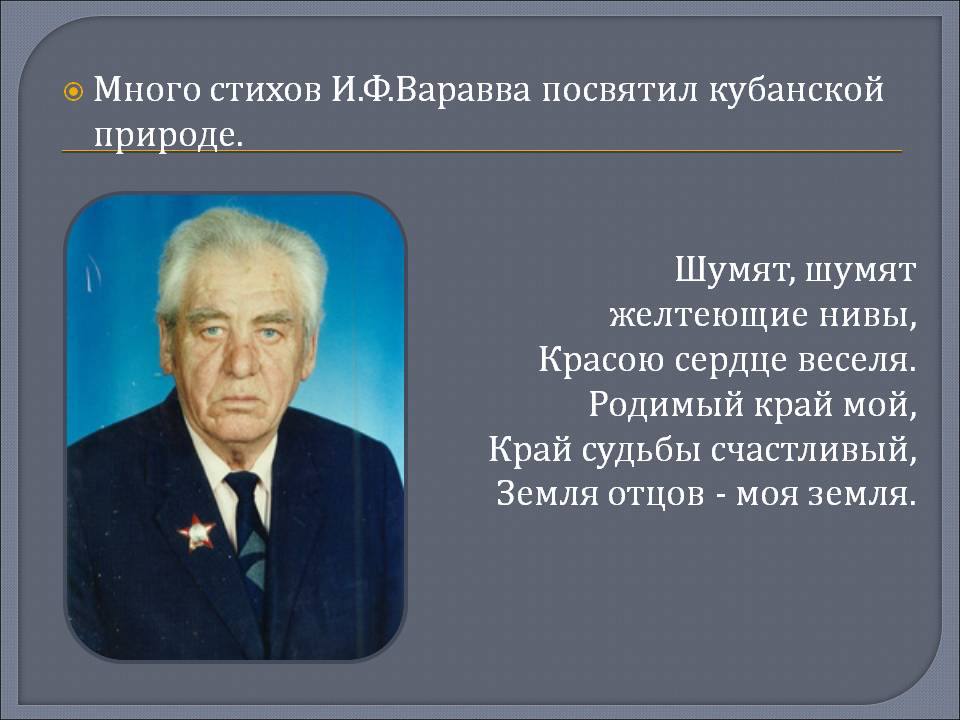 Много стихов И.Ф.Варавва посвятил кубанской
природе.
Шумят, шумят
желтеющие нивы,
Красою сердце веселя.
Родимый край мой,
Край судьбы счастливый,
Земля отцов - моя земля.